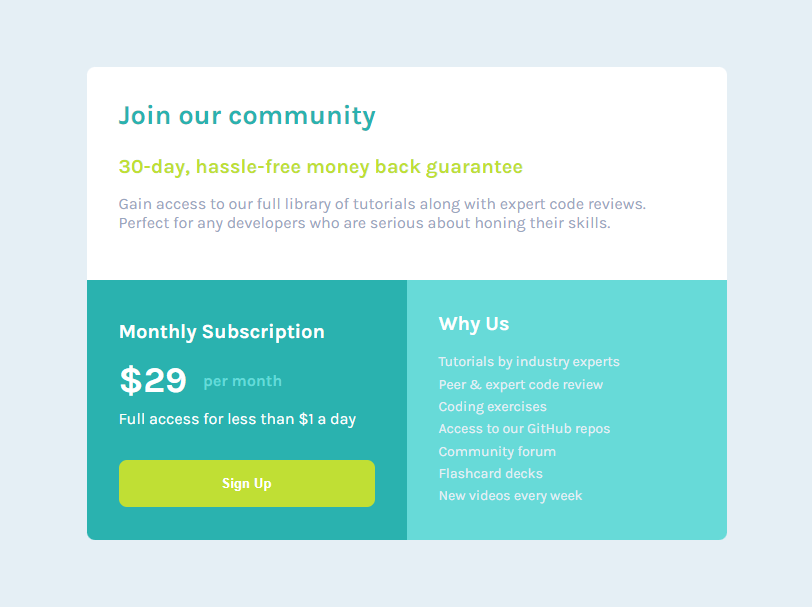 Join our community
30-day, hassle-free money back guarantee
Gain access to our full library of tutorials along with expert code reviews.
Perfect for any developers who are serious about honing their skills.
Monthly Subscription
$29 per month
Full access for less than $1 a day
Sign Up
Why Us
Tutorials by industry experts
Peer & expert code review
Coding exercises
Access to our GitHub repos
Community forum
Flashcard decks
New videos every week